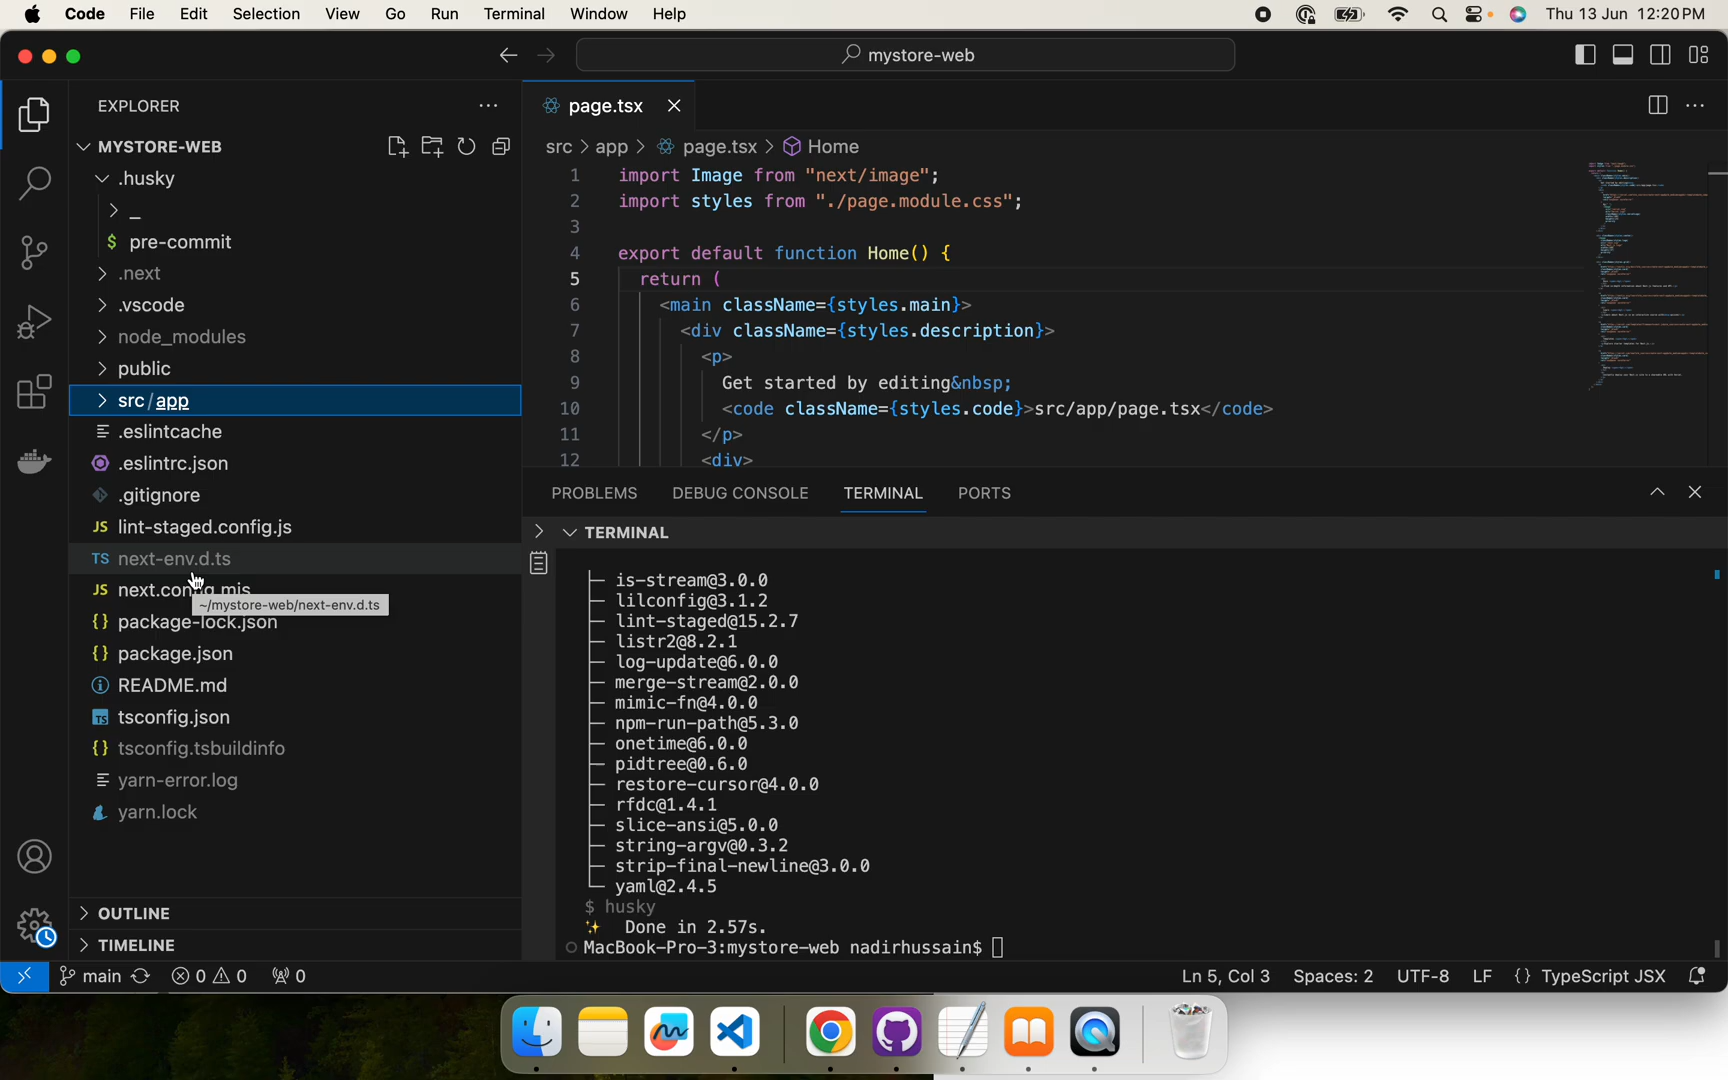 Code File Edit Selection View Go Run Terminal Window Help Thu 13 Jun 12:20 PM
mystore-web
EXPLORER
MYSTORE-WEB
.husky
_
$ pre-commit
.next
.vscode
node_modules
public
src/app
.eslintcache
.eslintrc.json
.gitignore
JS lint-staged.config.js
TS next-env.d.ts
JS next.config.mjs
~/mystore-web/next-env.d.ts
{} package-lock.json
{} package.json
README.md
TS tsconfig.json
{} tsconfig.tsbuildinfo
yarn-error.log
yarn.lock
OUTLINE
TIMELINE
page.tsx
src > app > page.tsx > Home
1 import Image from "next/image";
2 import styles from "./page.module.css";
3
4 export default function Home() {
5 return (
6 <main className={styles.main}>
7 <div className={styles.description}>
8 <p>
9 Get started by editing&nbsp;
10 <code className={styles.code}>src/app/page.tsx</code>
11 </p>
12 <div>
PROBLEMS DEBUG CONSOLE TERMINAL PORTS
TERMINAL
├─ is-stream@3.0.0
├─ lilconfig@3.1.2
├─ lint-staged@15.2.7
├─ listr2@8.2.1
├─ log-update@6.0.0
├─ merge-stream@2.0.0
├─ mimic-fn@4.0.0
├─ npm-run-path@5.3.0
├─ onetime@6.0.0
├─ pidtree@0.6.0
├─ restore-cursor@4.0.0
├─ rfdc@1.4.1
├─ slice-ansi@5.0.0
├─ string-argv@0.3.2
├─ strip-final-newline@3.0.0
└─ yaml@2.4.5
$ husky
✨ Done in 2.57s.
MacBook-Pro-3:mystore-web nadirhussain$
main 0 0 0 Ln 5, Col 3 Spaces: 2 UTF-8 LF {} TypeScript JSX